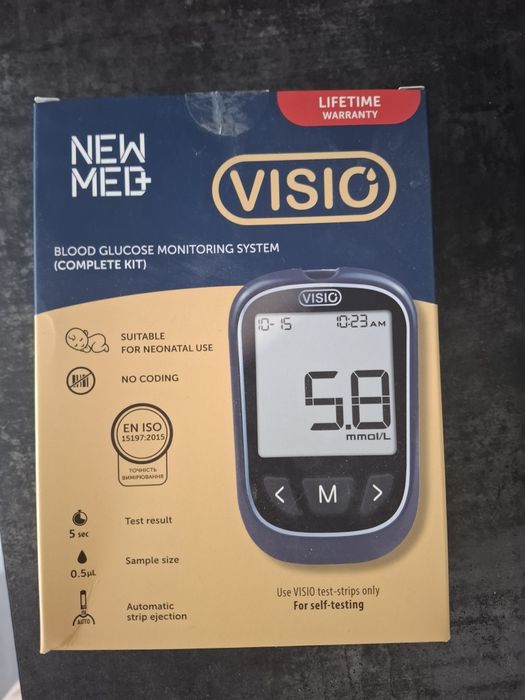 LIFETIME
WARRANTY
NEW
MED+
VISIO
BLOOD GLUCOSE MONITORING SYSTEM
(COMPLETE KIT)
VISIO
10-15 10:23 AM
5.8
mmol/L
< M >
SUITABLE
FOR NEONATAL USE
NO CODING
EN ISO
15197:2015
ТОЧНІСТЬ
ВИМІРЮВАННЯ
5 sec
Test result
0.5µL
Sample size
AUTO
Automatic
strip ejection
Use VISIO test-strips only
For self-testing